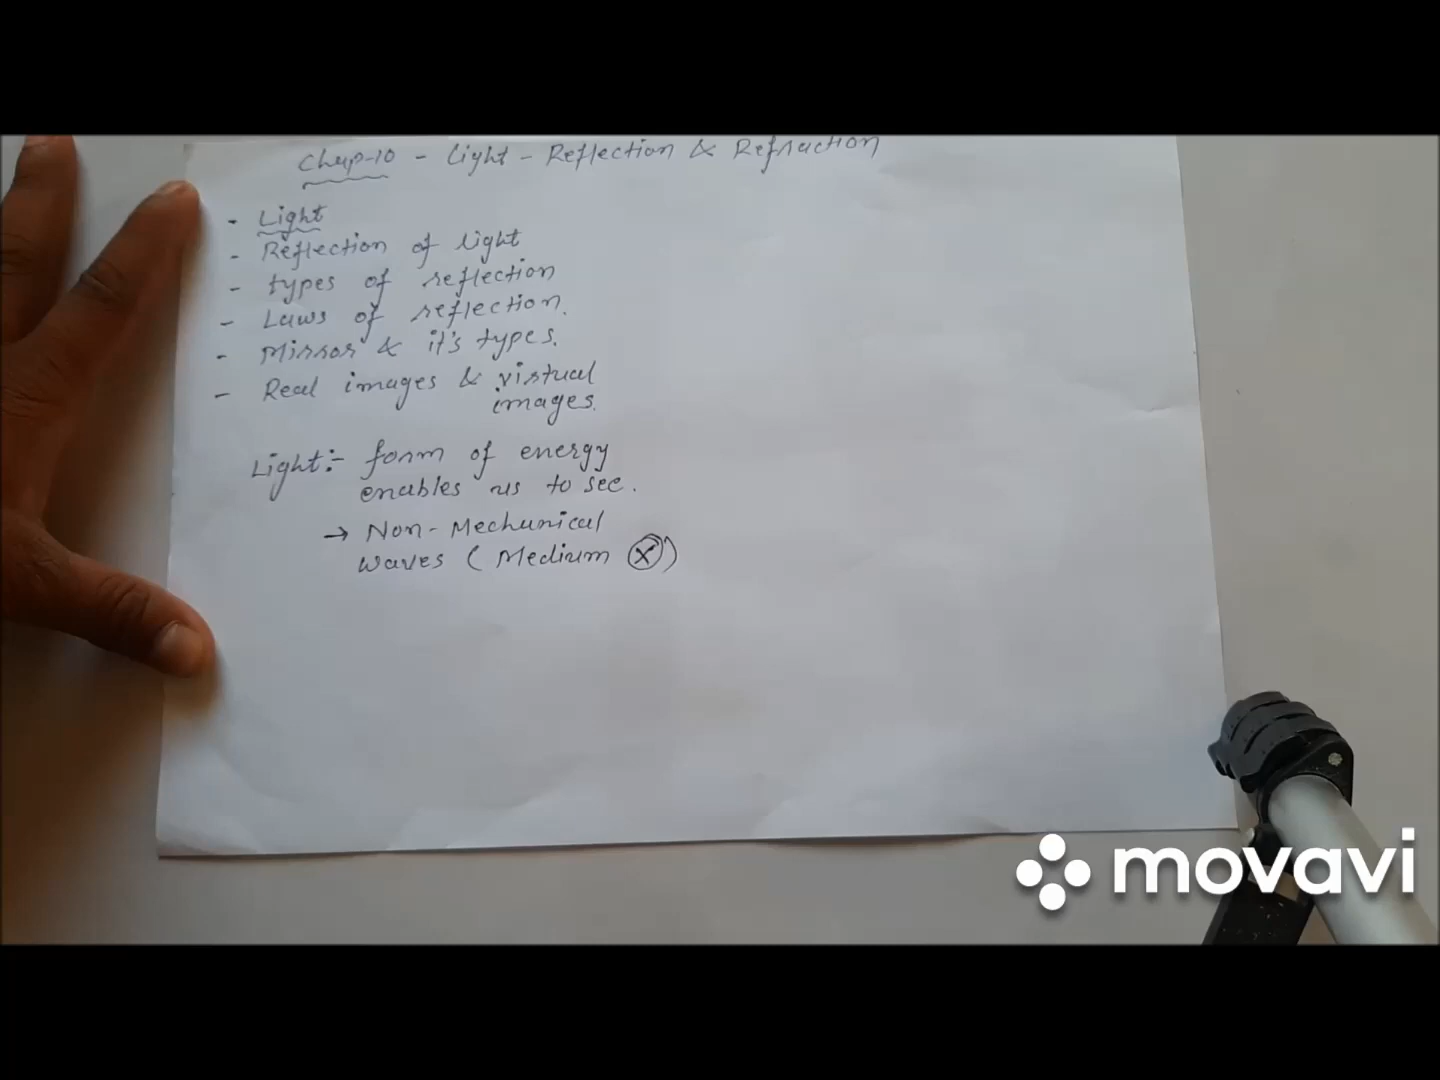 Chap-10 - Light - Reflection & Refraction
- Light
- Reflection of light
- types of reflection
- Laws of reflection.
- Mirror & it's types.
- Real images & virtual
images.
Light:- form of energy
enables us to see.
→ Non-Mechanical
waves (Medium X)
movavi